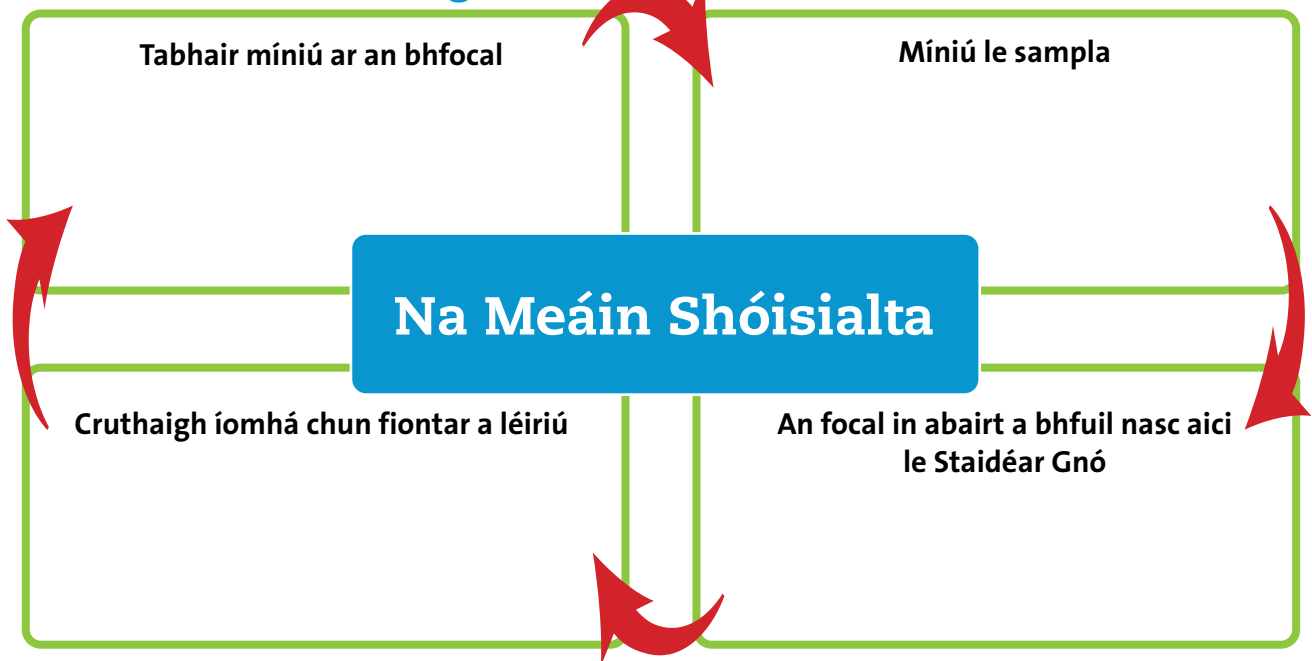 Tabhair míniú ar an bhfocal
Míniú le sampla
Na Meáin Shóisialta
Cruthaigh íomhá chun fiontar a léiriú
An focal in abairt a bhfuil nasc aici
le Staidéar Gnó